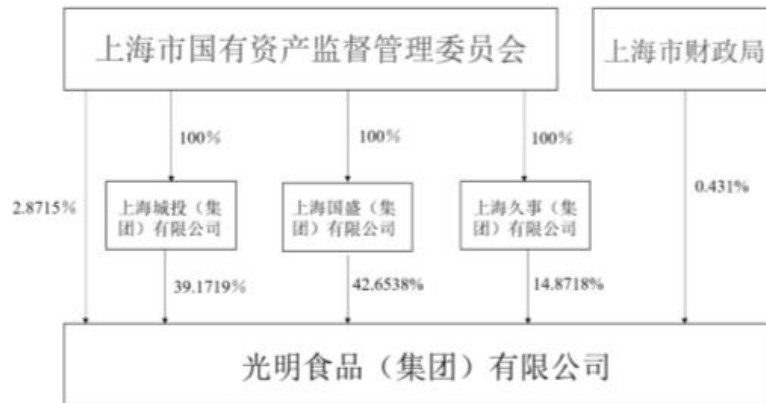 上海市国有资产监督管理委员会
上海市财政局
100%
100%
100%
2.8715%
上海城投（集
团）有限公司
上海国盛（集
团）有限公司
上海久事（集
团）有限公司
0.431%
39.1719%
42.6538%
14.8718%
光明食品（集团）有限公司